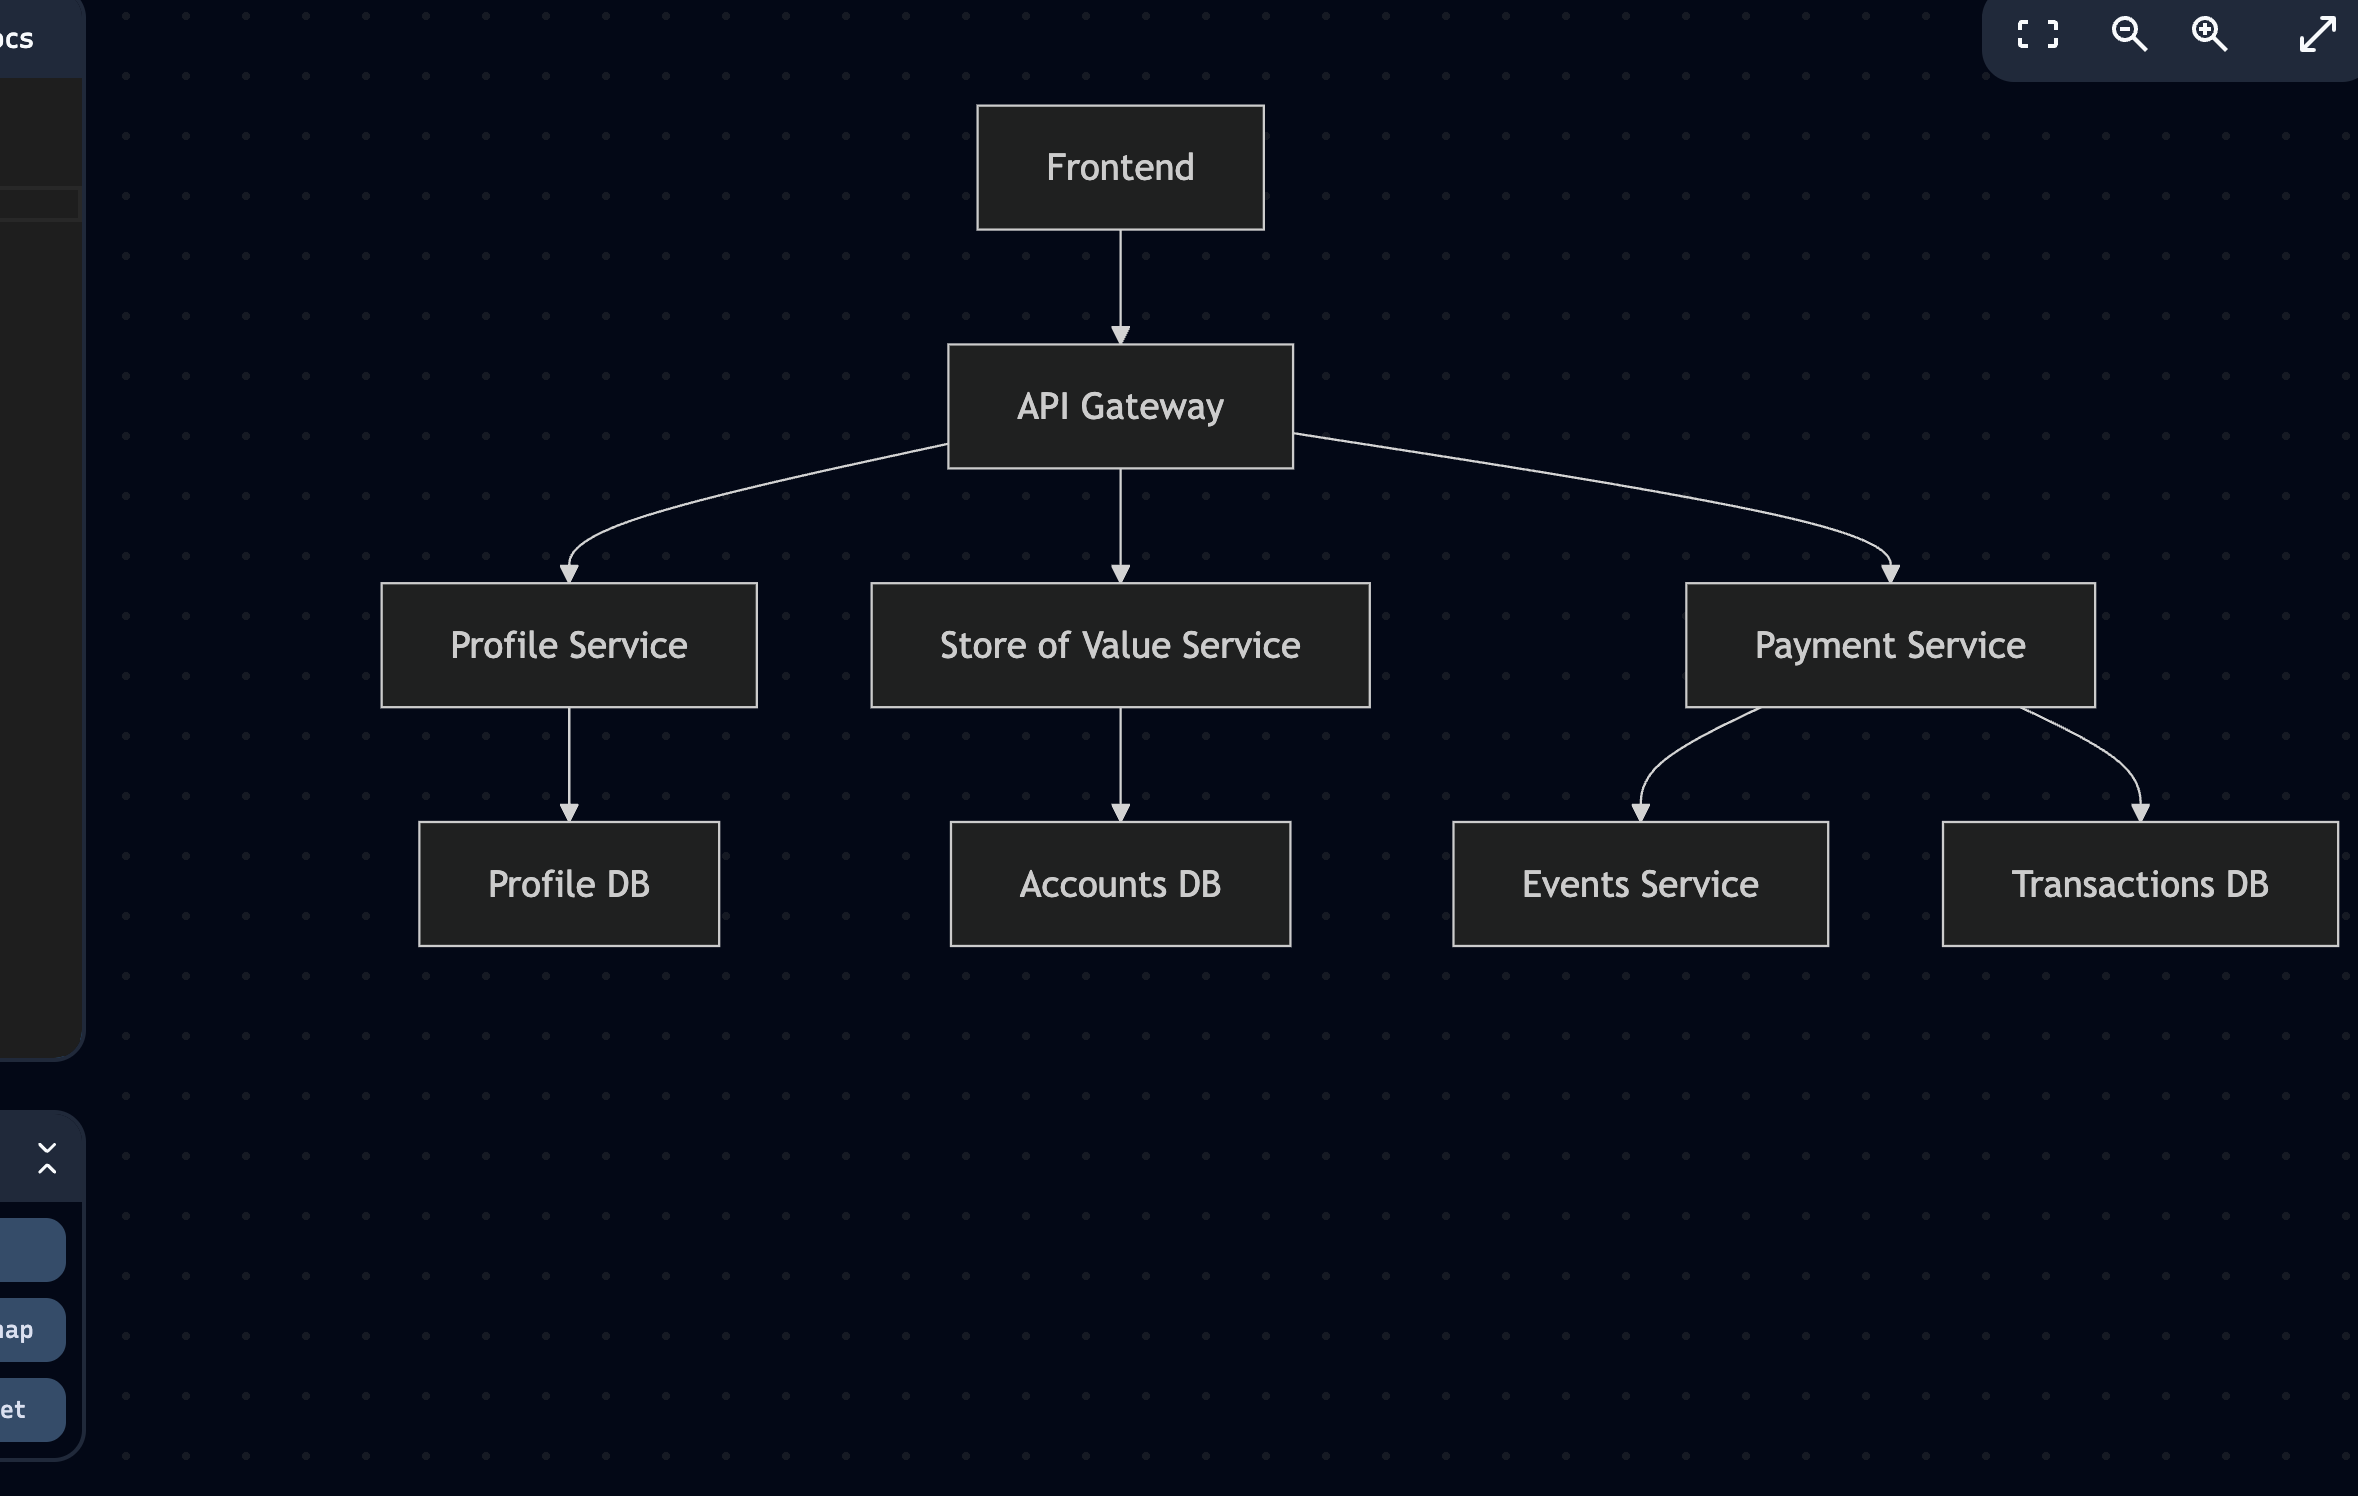 ocs
Frontend
API Gateway
Profile Service
Store of Value Service
Payment Service
Profile DB
Accounts DB
Events Service
Transactions DB
ap
et